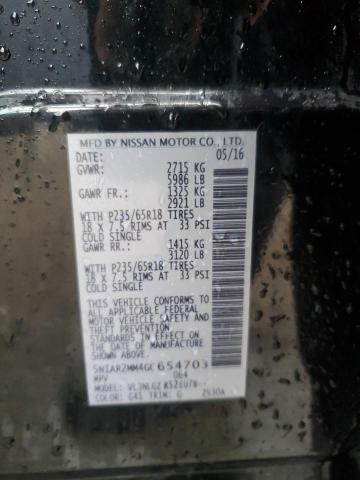 MFD BY NISSAN MOTOR CO., LTD.
DATE: 05/16
GVWR: 2715 KG
5986 LB
GAWR FR: 1325 KG
2921 LB
WITH P235/65R18 TIRES
18 x 7.5 RIMS AT 33 PSI
COLD SINGLE
GAWR RR: 1415 KG
3120 LB
WITH P235/65R18 TIRES
18 x 7.5 RIMS AT 33 PSI
COLD SINGLE
THIS VEHICLE CONFORMS TO
ALL APPLICABLE FEDERAL
MOTOR VEHICLE SAFETY AND
THEFT PREVENTION
STANDARDS IN EFFECT ON
THE DATE OF MANUFACTURE
SHOWN ABOVE.
5N1AR2MM4GC654703
MPV 064
MODEL:
COLOR: G41 TRIM: G 2530A